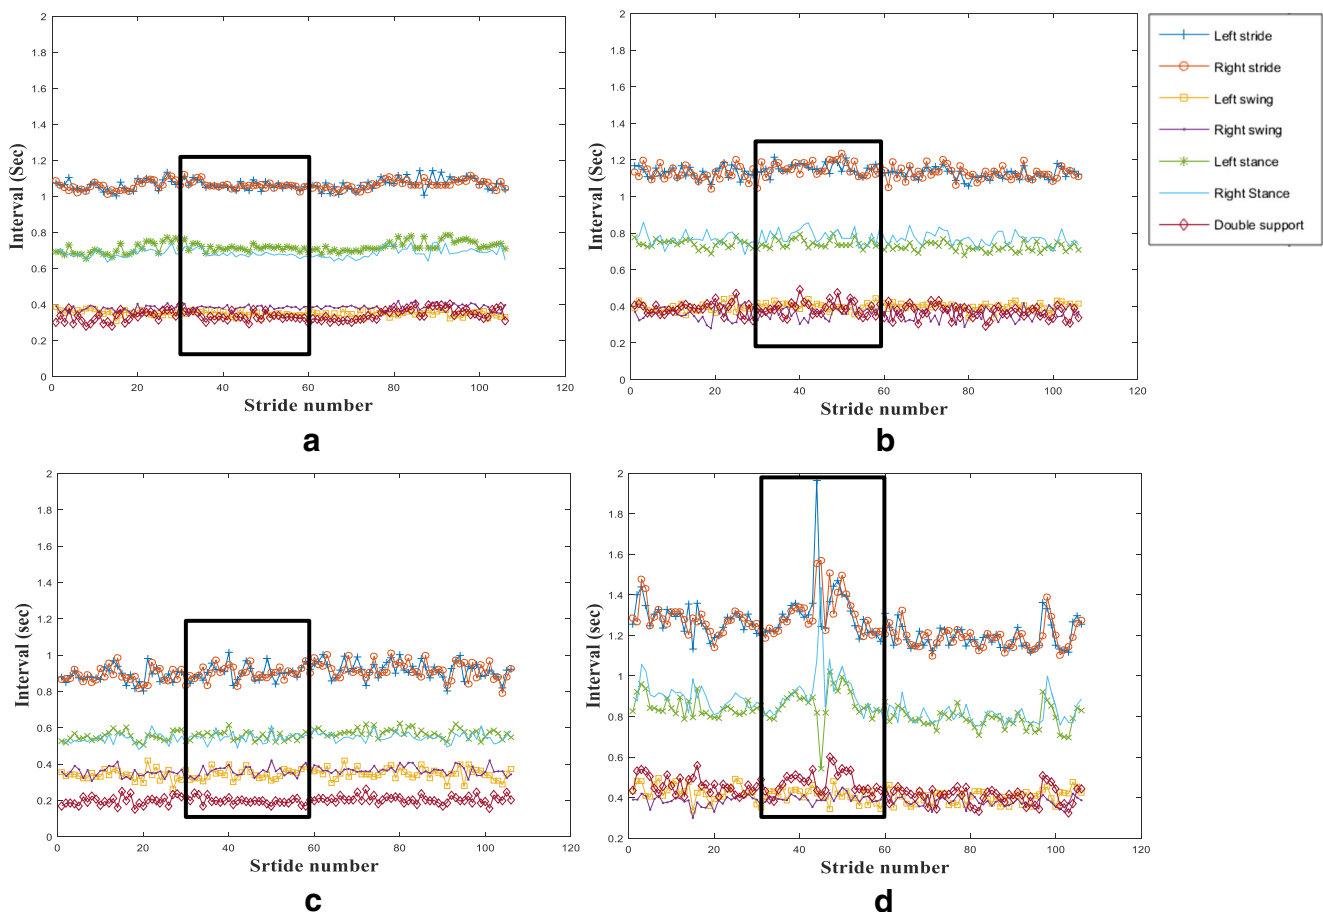 2
1.8
1.6
1.4
1.2
1
0.8
0.6
0.4
0.2
0
Interval (Sec)
0 20 40 60 80 100 120
Stride number
a
2
1.8
1.6
1.4
1.2
1
0.8
0.6
0.4
0.2
0
Interval (Sec)
0 20 40 60 80 100 120
Stride number
b
Left stride
Right stride
Left swing
Right swing
Left stance
Right Stance
Double support
2
1.8
1.6
1.4
1.2
1
0.8
0.6
0.4
0.2
0
Interval (sec)
0 20 40 60 80 100 120
Srtide number
c
2
1.8
1.6
1.4
1.2
1
0.8
0.6
0.4
0.2
Interval (Sec)
0 20 40 60 80 100 120
Stride number
d